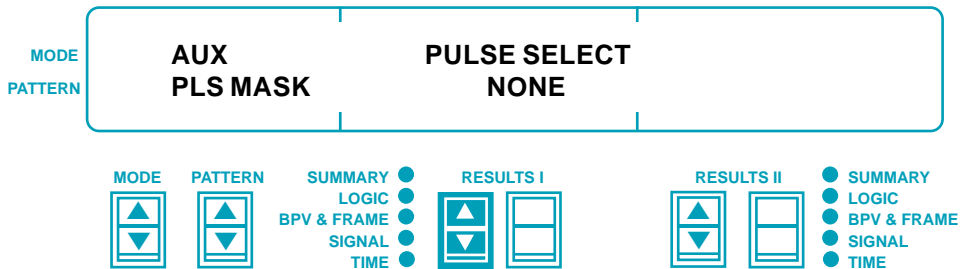 MODE
AUX
PULSE SELECT
PATTERN
PLS MASK
NONE
MODE
PATTERN
SUMMARY
LOGIC
BPV & FRAME
SIGNAL
TIME
RESULTS I
RESULTS II
SUMMARY
LOGIC
BPV & FRAME
SIGNAL
TIME